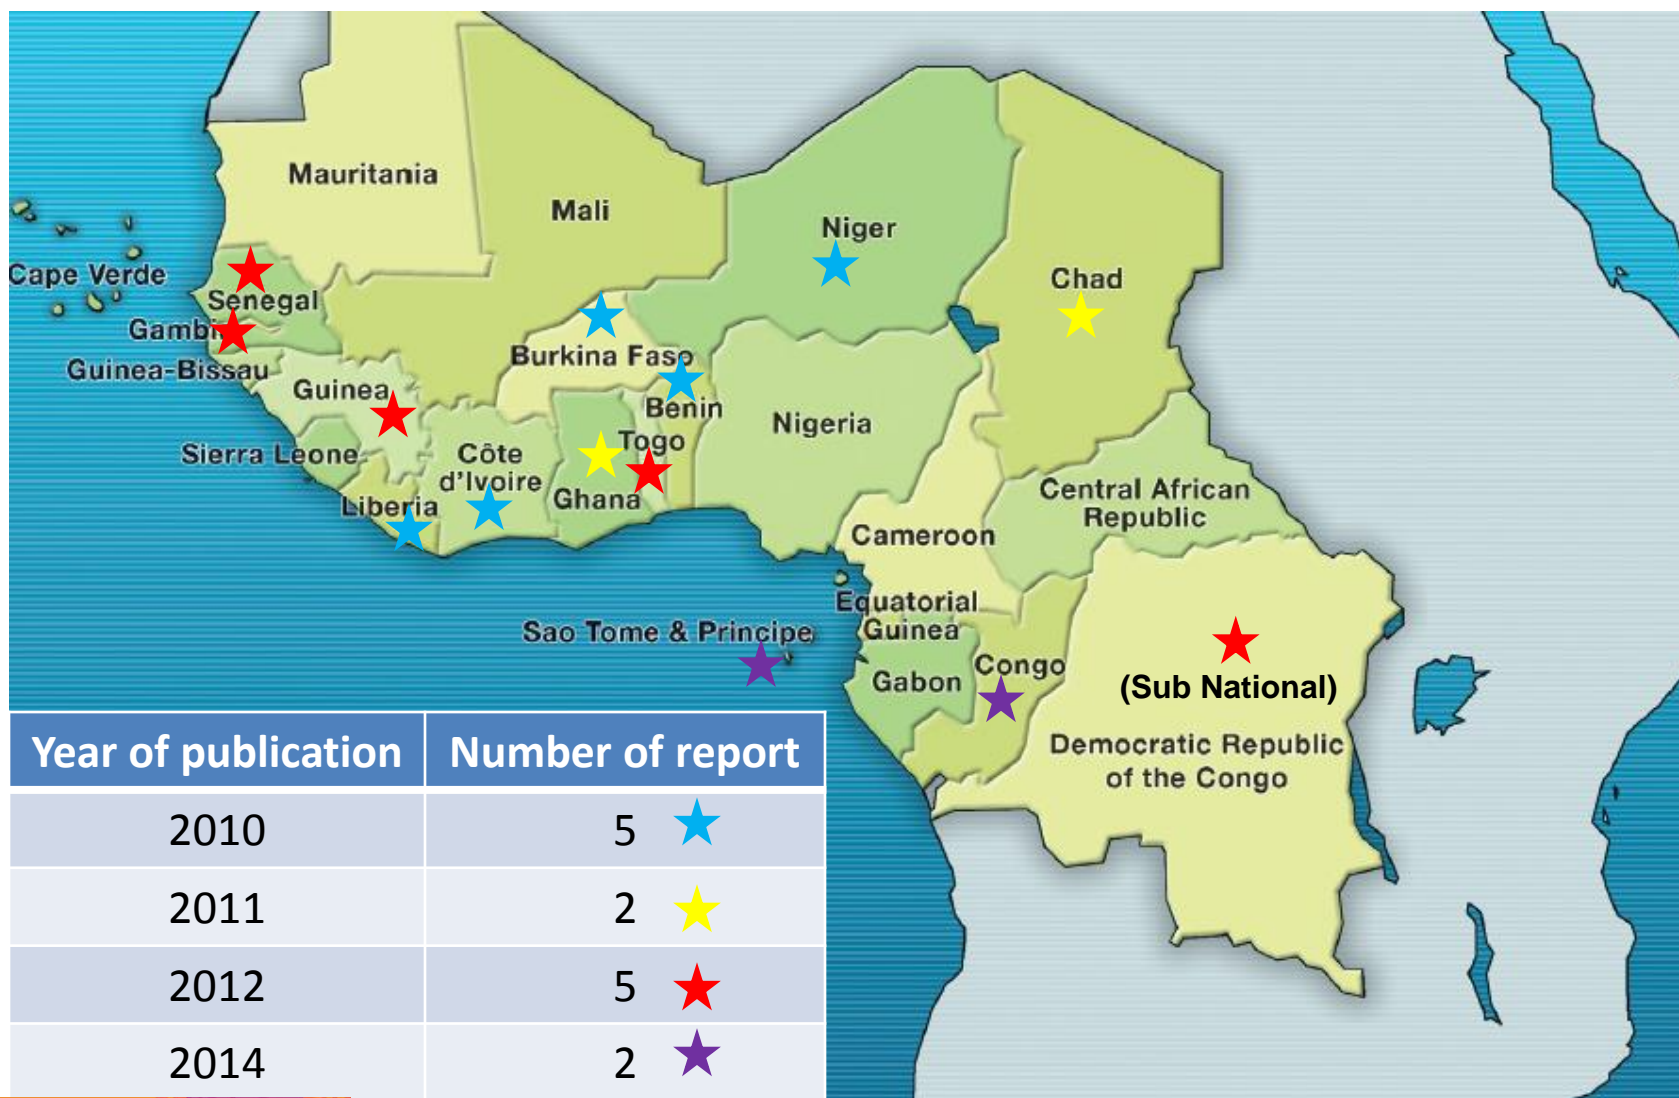 Mauritania
Mali
Niger
Chad
Cape Verde
Senegal
Gambi
Guinea-Bissau
Guinea
Burkina Faso
Benin
Nigeria
Sierra Leone
Côte
d'Ivoire
Togo
Ghana
Liberia
Central African
Republic
Cameroon
Equatorial
Guinea
Sao Tome & Principe
Gabon
Congo
(Sub National)
Democratic Republic
of the Congo
Year of publication Number of report
2010 5
2011 2
2012 5
2014 2